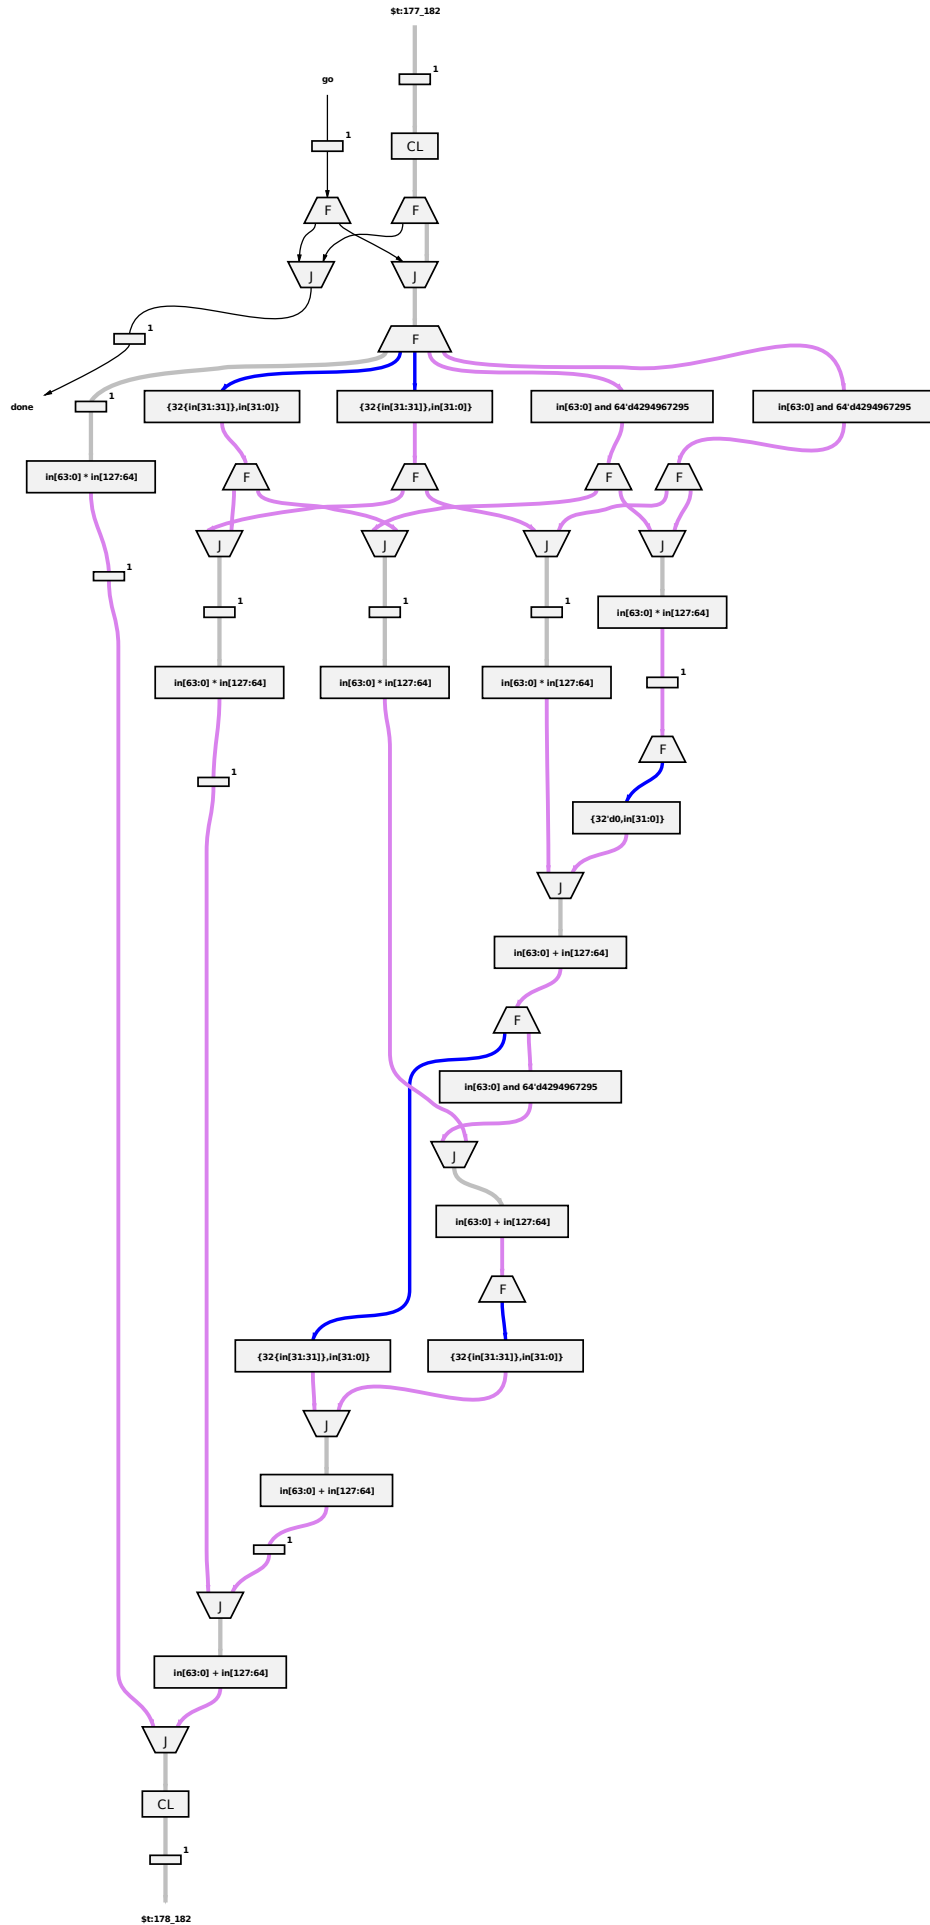 $t:177_182
1
go
1
CL
F
F
J
J
1
F
done
1
{32{in[31:31]},in[31:0]}
{32{in[31:31]},in[31:0]}
in[63:0] and 64'd4294967295
in[63:0] and 64'd4294967295
in[63:0] * in[127:64]
F
F
F
F
J
J
J
J
1
1
1
1
in[63:0] * in[127:64]
in[63:0] * in[127:64]
in[63:0] * in[127:64]
in[63:0] * in[127:64]
1
F
1
{32'd0,in[31:0]}
J
in[63:0] + in[127:64]
F
in[63:0] and 64'd4294967295
J
in[63:0] + in[127:64]
F
{32{in[31:31]},in[31:0]}
{32{in[31:31]},in[31:0]}
J
in[63:0] + in[127:64]
1
J
in[63:0] + in[127:64]
J
CL
1
$t:178_182